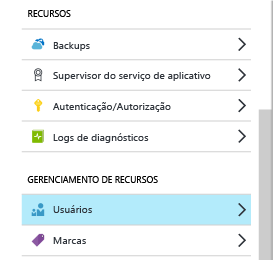 RECURSOS
Backups
Supervisor do serviço de aplicativo
Autenticação/Autorização
Logs de diagnósticos
GERENCIAMENTO DE RECURSOS
Usuários
Marcas